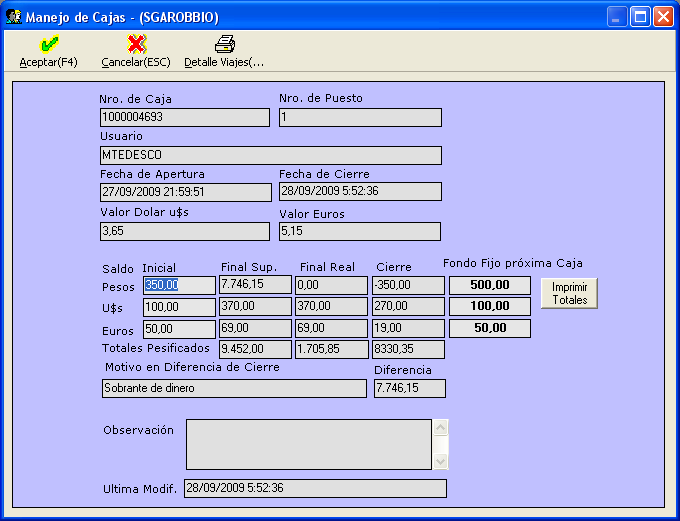 Manejo de Cajas - (SGAROBBIO)
Aceptar(F4) Cancelar(ESC) Detalle Viajes(...
Nro. de Caja Nro. de Puesto
1000004693 1
Usuario
MTEDESCO
Fecha de Apertura Fecha de Cierre
27/09/2009 21:59:51 28/09/2009 5:52:36
Valor Dolar u$s Valor Euros
3,65 5,15
Saldo Inicial Final Sup. Final Real Cierre Fondo Fijo próxima Caja
Pesos 350,00 7.746,15 0,00 -350,00 500,00 Imprimir Totales
U$s 100,00 370,00 370,00 270,00 100,00
Euros 50,00 69,00 69,00 19,00 50,00
Totales Pesificados 9.452,00 1.705,85 8330,35
Motivo en Diferencia de Cierre Diferencia
Sobrante de dinero 7.746,15
Observación
Ultima Modif. 28/09/2009 5:52:36